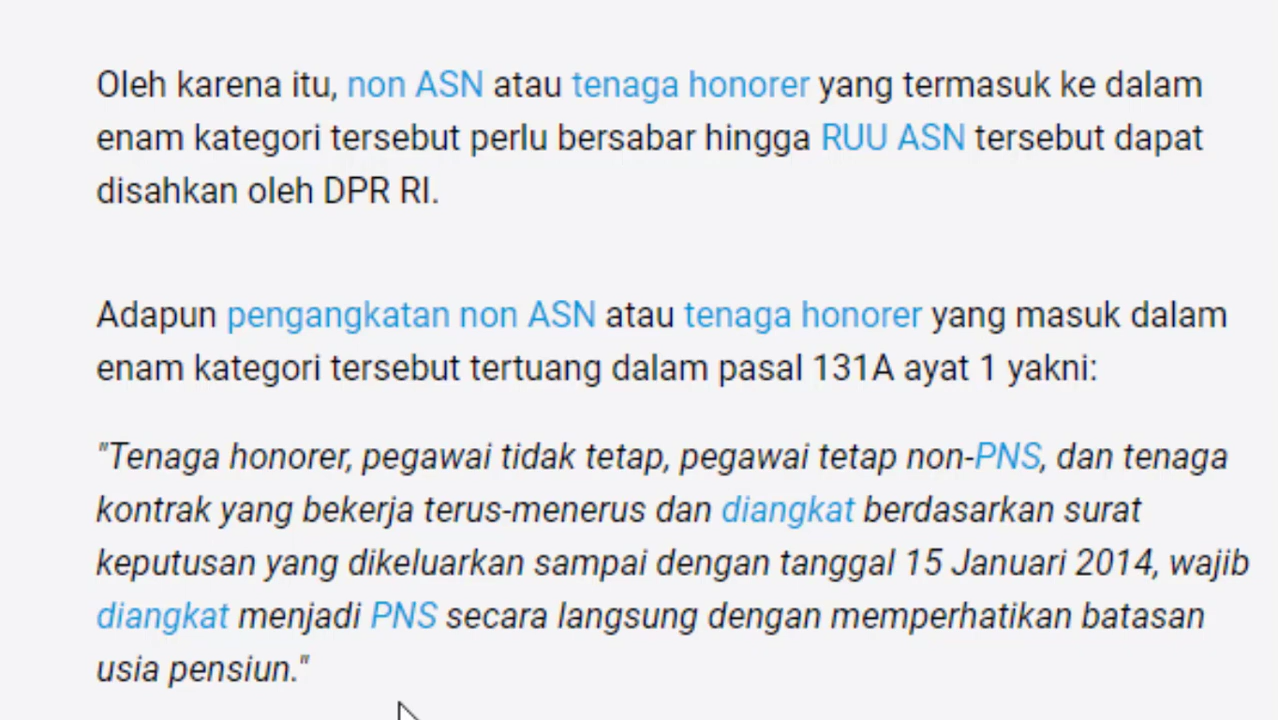 Oleh karena itu, non ASN atau tenaga honorer yang termasuk ke dalam
enam kategori tersebut perlu bersabar hingga RUU ASN tersebut dapat
disahkan oleh DPR RI.
Adapun pengangkatan non ASN atau tenaga honorer yang masuk dalam
enam kategori tersebut tertuang dalam pasal 131A ayat 1 yakni:
"Tenaga honorer, pegawai tidak tetap, pegawai tetap non-PNS, dan tenaga
kontrak yang bekerja terus-menerus dan diangkat berdasarkan surat
keputusan yang dikeluarkan sampai dengan tanggal 15 Januari 2014, wajib
diangkat menjadi PNS secara langsung dengan memperhatikan batasan
usia pensiun."